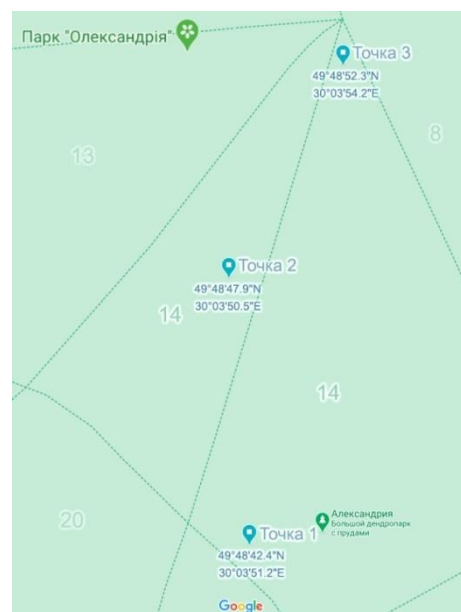 Парк "Олександрія"
Точка 3
49°48'52.3"N
30°03'54.2"E
8
13
Точка 2
49°48'47.9"N
30°03'50.5"E
14
14
20
Александрия
Большой дендропарк
с прудами
Точка 1
49°48'42.4"N
30°03'51.2"E
Google